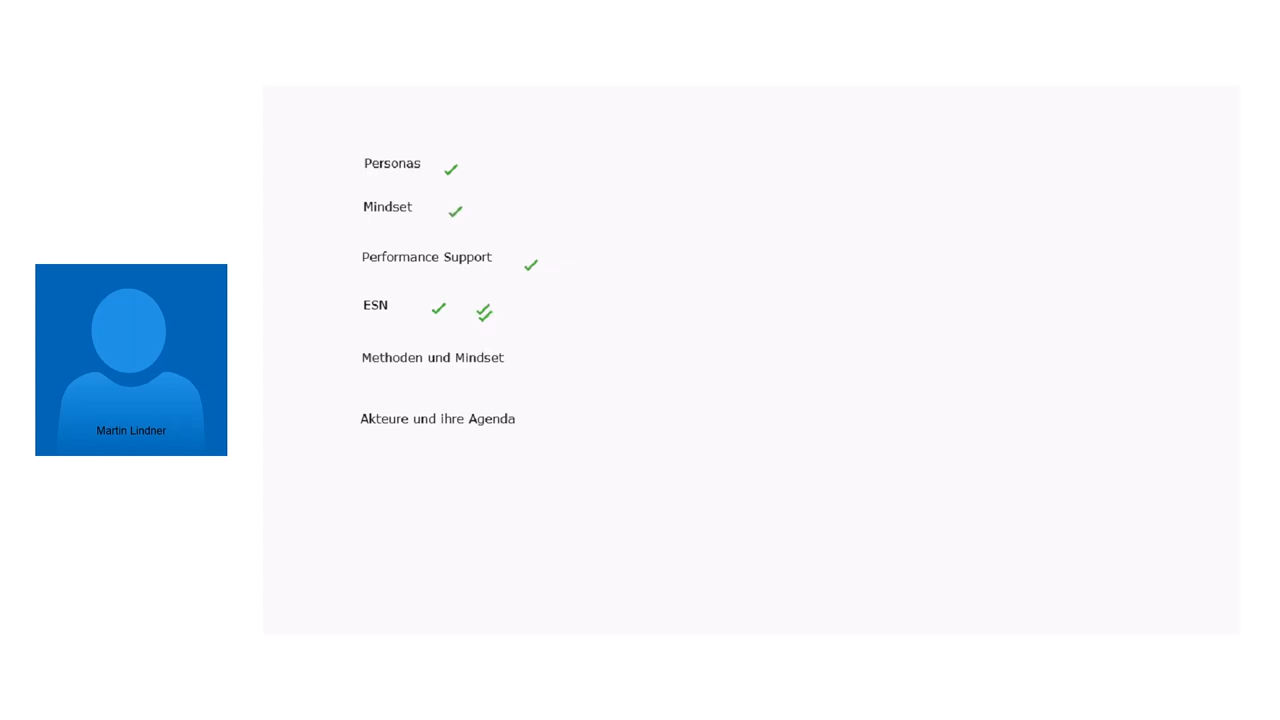 Personas
Mindset
Performance Support
ESN
Methoden und Mindset
Akteure und ihre Agenda
Martin Lindner